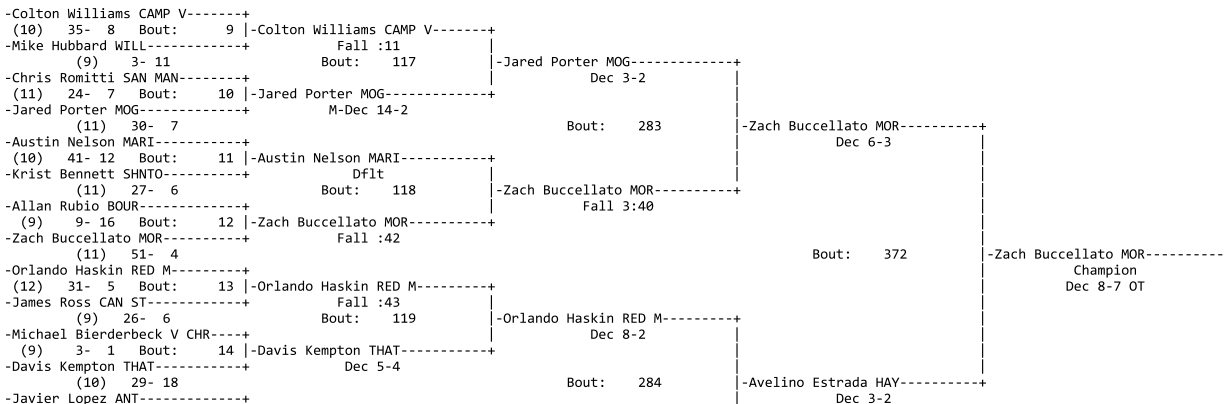 -Colton Williams CAMP V-------+
(10)   35-  8   Bout:      9 |-Colton Williams CAMP V-------+
-Mike Hubbard WILL------------+           Fall :11           |
(9)    3- 11                  Bout:    117      |-Jared Porter MOG-------------+
-Chris Romitti SAN MAN--------+                              |           Dec 3-2            |
(11)   24-  7   Bout:     10 |-Jared Porter MOG-------------+                              |
-Jared Porter MOG-------------+          M-Dec 14-2                                         |
(11)   30-  7                                   Bout:    283      |-Zach Buccellato MOR----------+
-Austin Nelson MARI-----------+                              |           Dec 6-3            |
(10)   41- 12   Bout:     11 |-Austin Nelson MARI-----------+                              |                              |
-Krist Bennett SHNTO----------+             Dflt             |                              |                              |
(11)   27-  6                 Bout:    118      |-Zach Buccellato MOR----------+                              |
-Allan Rubio BOUR-------------+                              |          Fall 3:40                                         |
(9)    9- 16   Bout:     12 |-Zach Buccellato MOR----------+                                                             |
-Zach Buccellato MOR----------+           Fall :42                                                                         |
(11)   51-  4                                                                  Bout:    372      |-Zach Buccellato MOR----------
-Orlando Haskin RED M---------+                                                                                            |           Champion
(12)   31-  5   Bout:     13 |-Orlando Haskin RED M---------+                                                             |          Dec 8-7 OT
-James Ross CAN ST------------+           Fall :43           |                                                             |
(9)   26-  6                  Bout:    119      |-Orlando Haskin RED M---------+                              |
-Michael Bierderbeck V CHR----+                              |           Dec 8-2            |                              |
(9)    3-  1   Bout:     14 |-Davis Kempton THAT-----------+                              |                              |
-Davis Kempton THAT-----------+           Dec 5-4                                           |                              |
(10)   29- 18                                   Bout:    284      |-Avelino Estrada HAY----------+
-Javier Lopez ANT-------------+                                                             |           Dec 3-2